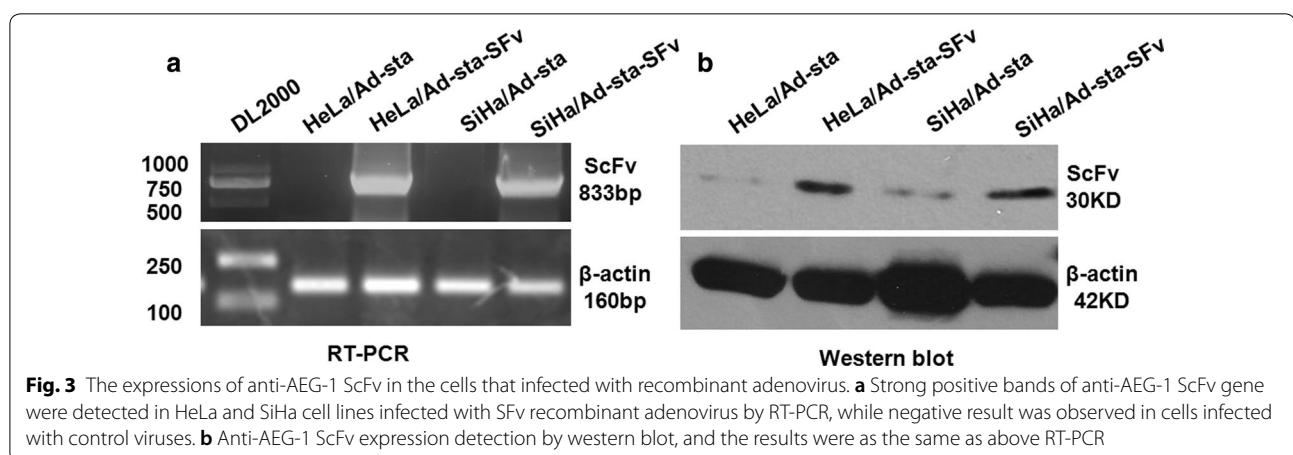 a
DL2000
HeLa/Ad-sta
HeLa/Ad-sta-SFv
SiHa/Ad-sta
SiHa/Ad-sta-SFv
1000
750
500
ScFv
833bp
250
100
β-actin
160bp
RT-PCR
b
HeLa/Ad-sta
HeLa/Ad-sta-SFv
SiHa/Ad-sta
SiHa/Ad-sta-SFv
ScFv
30KD
β-actin
42KD
Western blot
Fig. 3 The expressions of anti-AEG-1 ScFv in the cells that infected with recombinant adenovirus. a Strong positive bands of anti-AEG-1 ScFv gene
were detected in HeLa and SiHa cell lines infected with SFv recombinant adenovirus by RT-PCR, while negative result was observed in cells infected
with control viruses. b Anti-AEG-1 ScFv expression detection by western blot, and the results were as the same as above RT-PCR